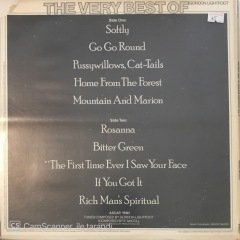 THE VERY BEST OF
GORDON LIGHTFOOT
Side One
Softly
Go Go Round
Pussywillows, Cat-Tails
Home From The Forest
Mountain And Marion
Side Two
Rosanna
Bitter Green
"The First Time Ever I Saw Your Face
If You Got It
Rich Man's Spiritual
CS CamScanner ile tarandı